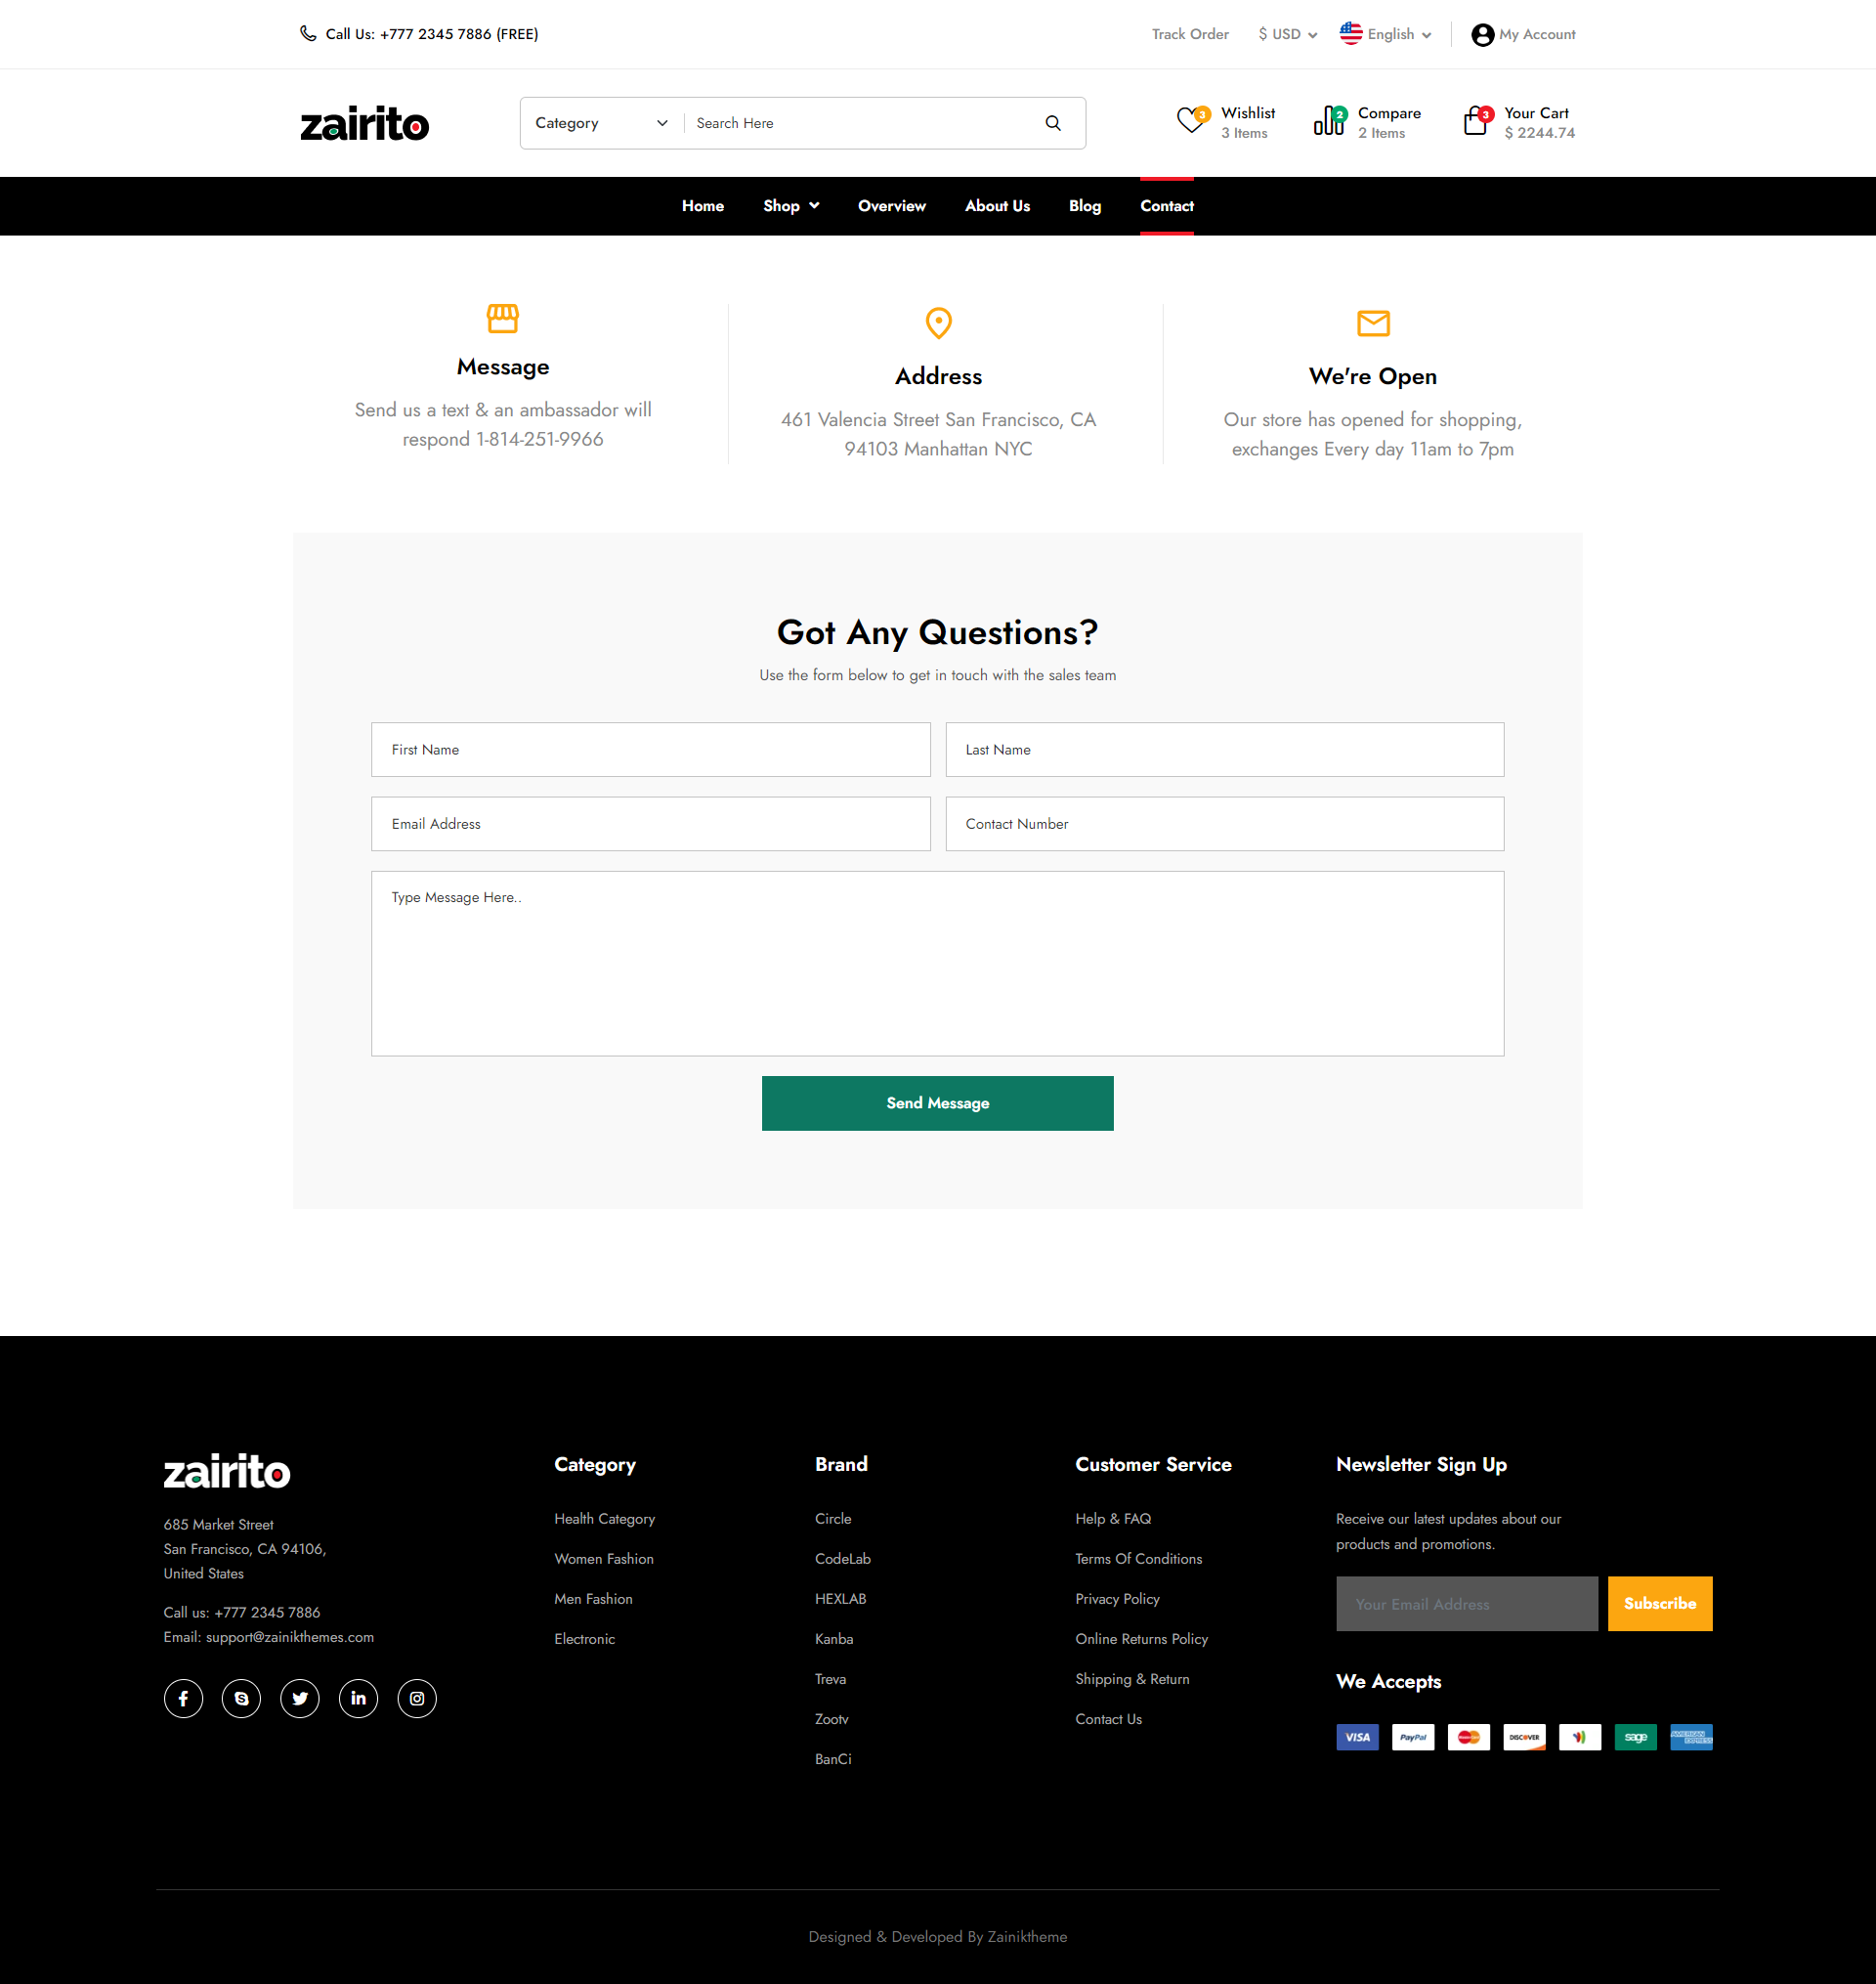 Call Us: +777 2345 7886 (FREE)
Track Order
$ USD
English
My Account
zairito
Category
Search Here
3
Wishlist
3 Items
2
Compare
2 Items
3
Your Cart
$ 2244.74
Home
Shop
Overview
About Us
Blog
Contact
Message
Send us a text & an ambassador will
respond 1-814-251-9966
Address
461 Valencia Street San Francisco, CA
94103 Manhattan NYC
We're Open
Our store has opened for shopping,
exchanges Every day 11am to 7pm
Got Any Questions?
Use the form below to get in touch with the sales team
First Name
Last Name
Email Address
Contact Number
Type Message Here..
Send Message
zairito
685 Market Street
San Francisco, CA 94106,
United States
Call us: +777 2345 7886
Email: support@zainikthemes.com
Category
Health Category
Women Fashion
Men Fashion
Electronic
Brand
Circle
CodeLab
HEXLAB
Kanba
Treva
Zootv
BanCi
Customer Service
Help & FAQ
Terms Of Conditions
Privacy Policy
Online Returns Policy
Shipping & Return
Contact Us
Newsletter Sign Up
Receive our latest updates about our
products and promotions.
Your Email Address
Subscribe
We Accepts
VISA
PayPal
DISCOVER
sage
AMERICAN
EXPRESS
Designed & Developed By Zainiktheme